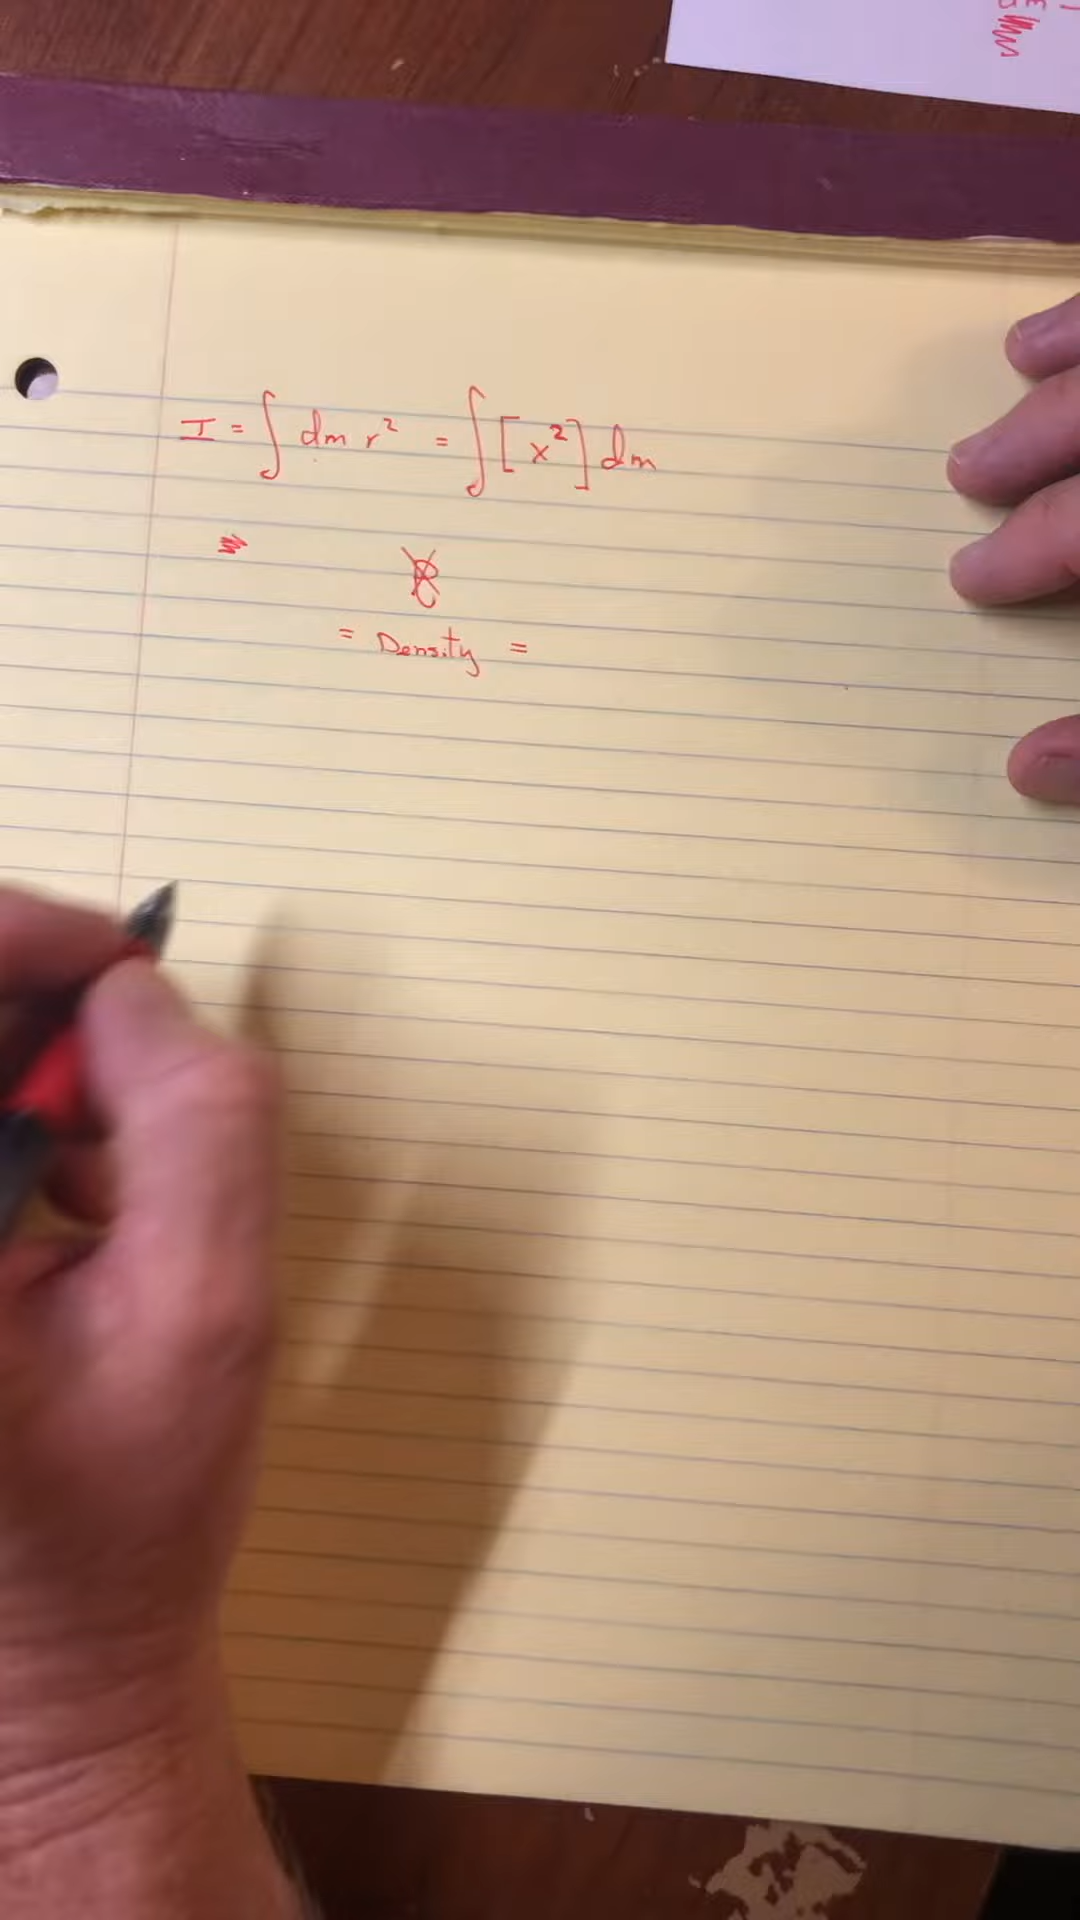 I = ∫ dm r² = ∫ [x²] dm
= Density =